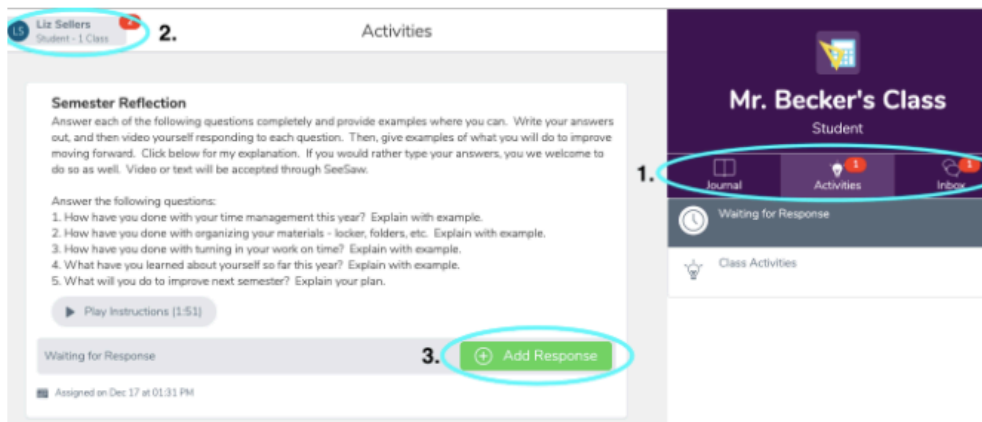 LS
Liz Sellers
Student - 1 Class
2.
Activities
Semester Reflection
Answer each of the following questions completely and provide examples where you can. Write your answers
out, and then video yourself responding to each question. Then, give examples of what you will do to improve
moving forward. Click below for my explanation. If you would rather type your answers, you we welcome to
do so as well. Video or text will be accepted through SeeSaw.
Answer the following questions:
1. How have you done with your time management this year? Explain with example.
2. How have you done with organizing your materials - locker, folders, etc. Explain with example.
3. How have you done with turning in your work on time? Explain with example.
4. What have you learned about yourself so far this year? Explain with example.
5. What will you do to improve next semester? Explain your plan.
Play Instructions (1:51)
Waiting for Response
3.
Add Response
Assigned on Dec 17 at 01:31 PM
Mr. Becker's Class
Student
1.
Journal
1
Activities
1
Inbox
Waiting for Response
Class Activities